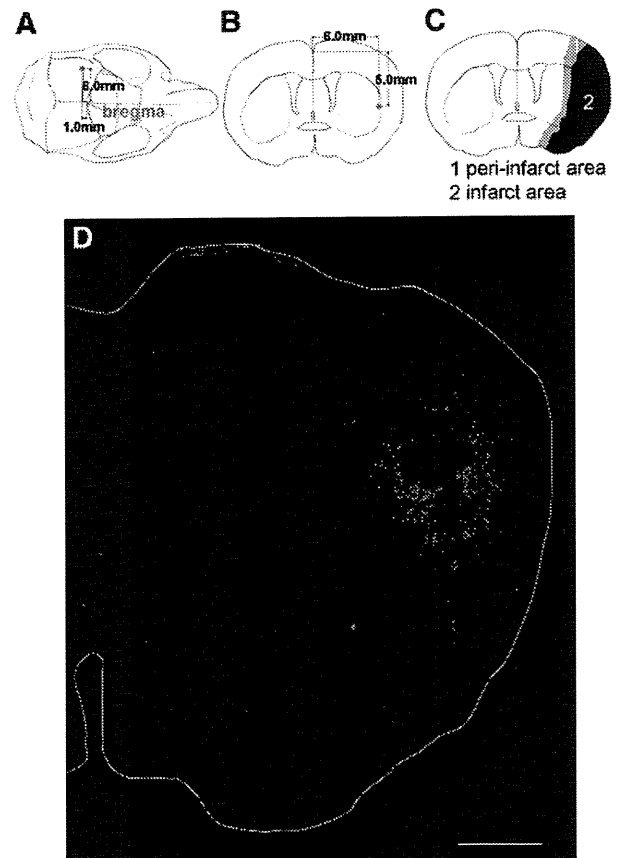 A
B
C
6.0mm
6.0mm
5.0mm
bregma
1.0mm
2
1 peri-infarct area
2 infarct area
D